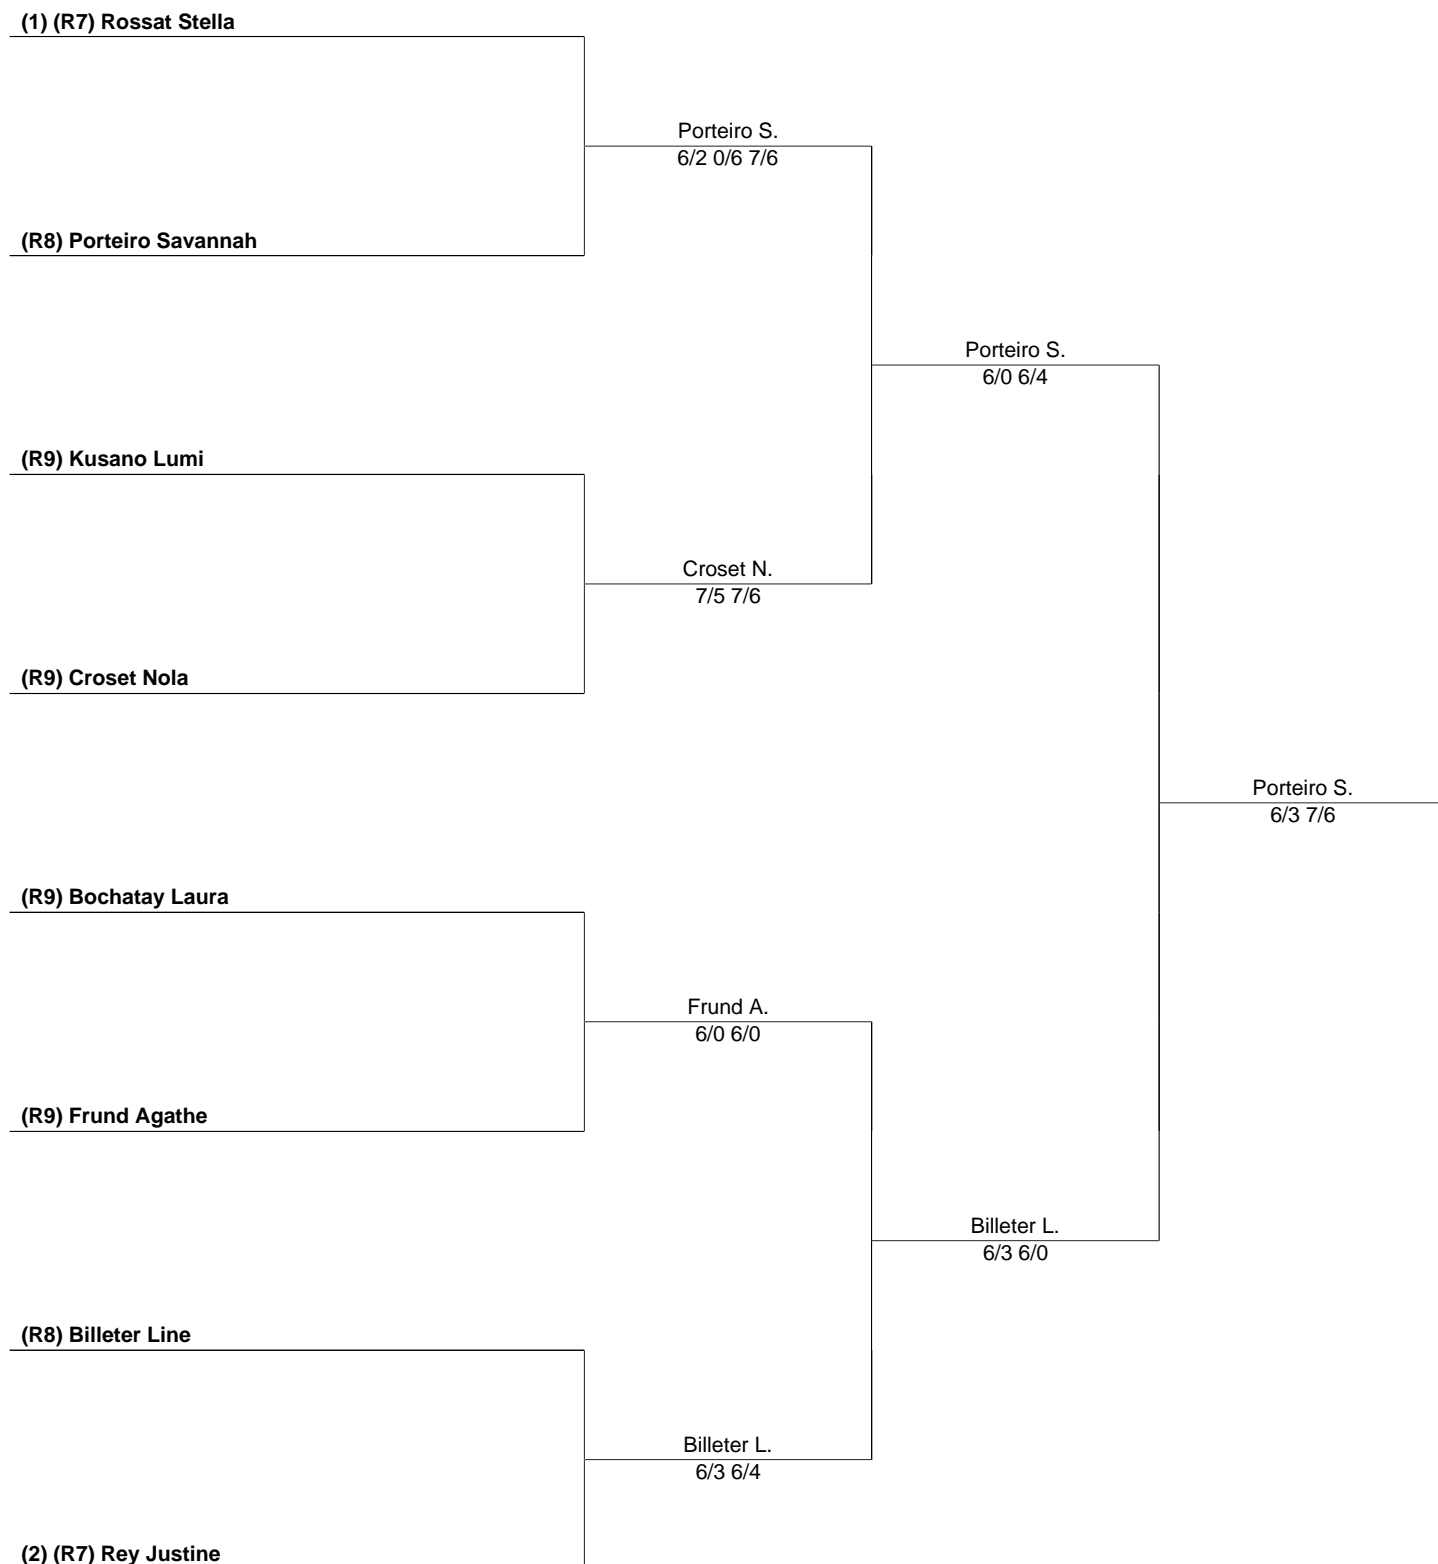 (1) (R7) Rossat Stella
Porteiro S.
6/2 0/6 7/6
(R8) Porteiro Savannah
Porteiro S.
6/0 6/4
(R9) Kusano Lumi
Croset N.
7/5 7/6
(R9) Croset Nola
Porteiro S.
6/3 7/6
(R9) Bochatay Laura
Frund A.
6/0 6/0
(R9) Frund Agathe
Billeter L.
6/3 6/0
(R8) Billeter Line
Billeter L.
6/3 6/4
(2) (R7) Rey Justine